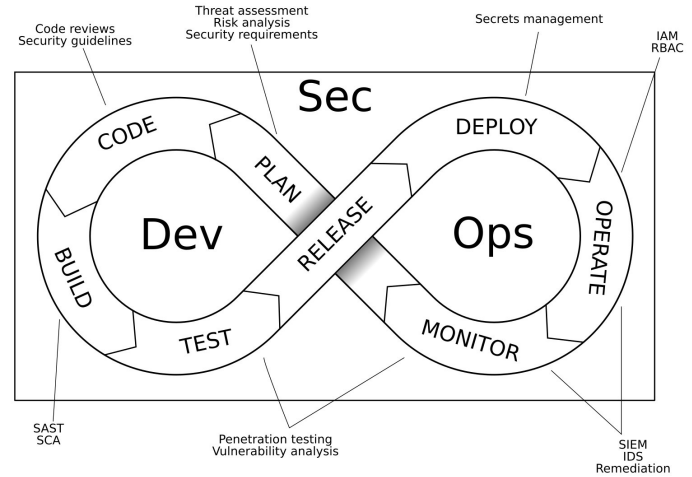 Threat assessment
Risk analysis
Security requirements
Code reviews
Security guidelines
Secrets management
IAM
RBAC
Sec
CODE
PLAN
DEPLOY
RELEASE
Dev
Ops
BUILD
OPERATE
TEST
MONITOR
SAST
SCA
Penetration testing
Vulnerability analysis
SIEM
IDS
Remediation